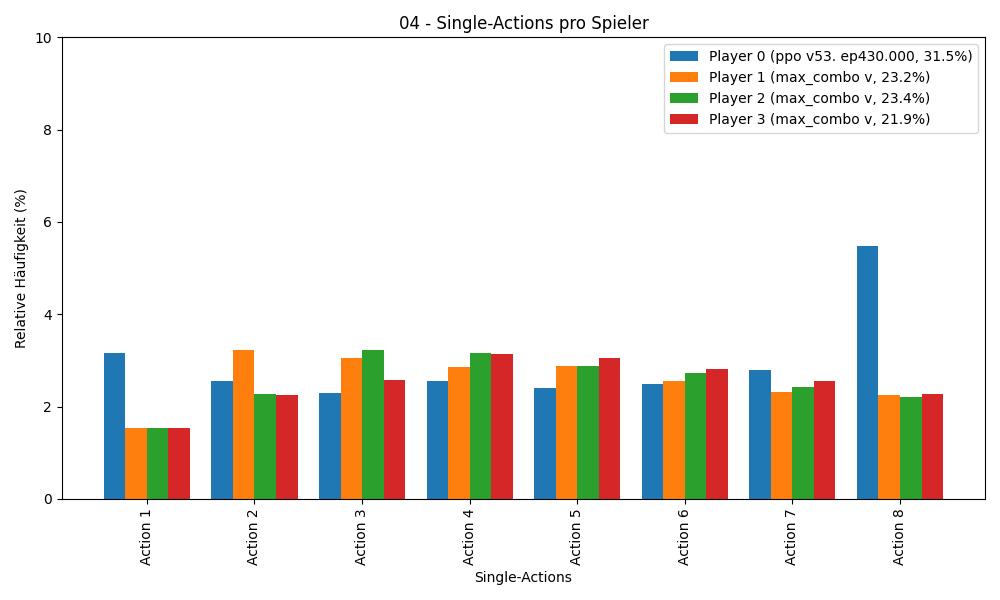 04 - Single-Actions pro Spieler
Player 0 (ppo v53. ep430.000, 31.5%)
Player 1 (max_combo v, 23.2%)
Player 2 (max_combo v, 23.4%)
Player 3 (max_combo v, 21.9%)
Relative Häufigkeit (%)
10
8
6
4
2
0
Action 1
Action 2
Action 3
Action 4
Action 5
Action 6
Action 7
Action 8
Single-Actions